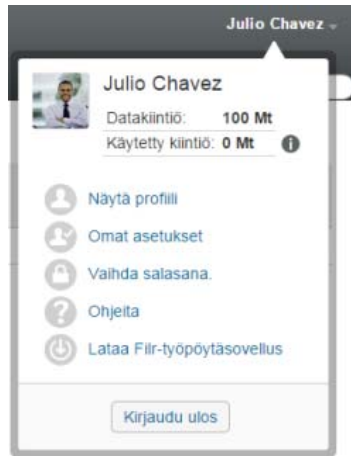 Julio Chavez
Julio Chavez
Datakiintiö: 100 Mt
Käytetty kiintiö: 0 Mt
Näytä profiili
Omat asetukset
Vaihda salasana.
Ohjeita
Lataa Filr-työpöytäsovellus
Kirjaudu ulos